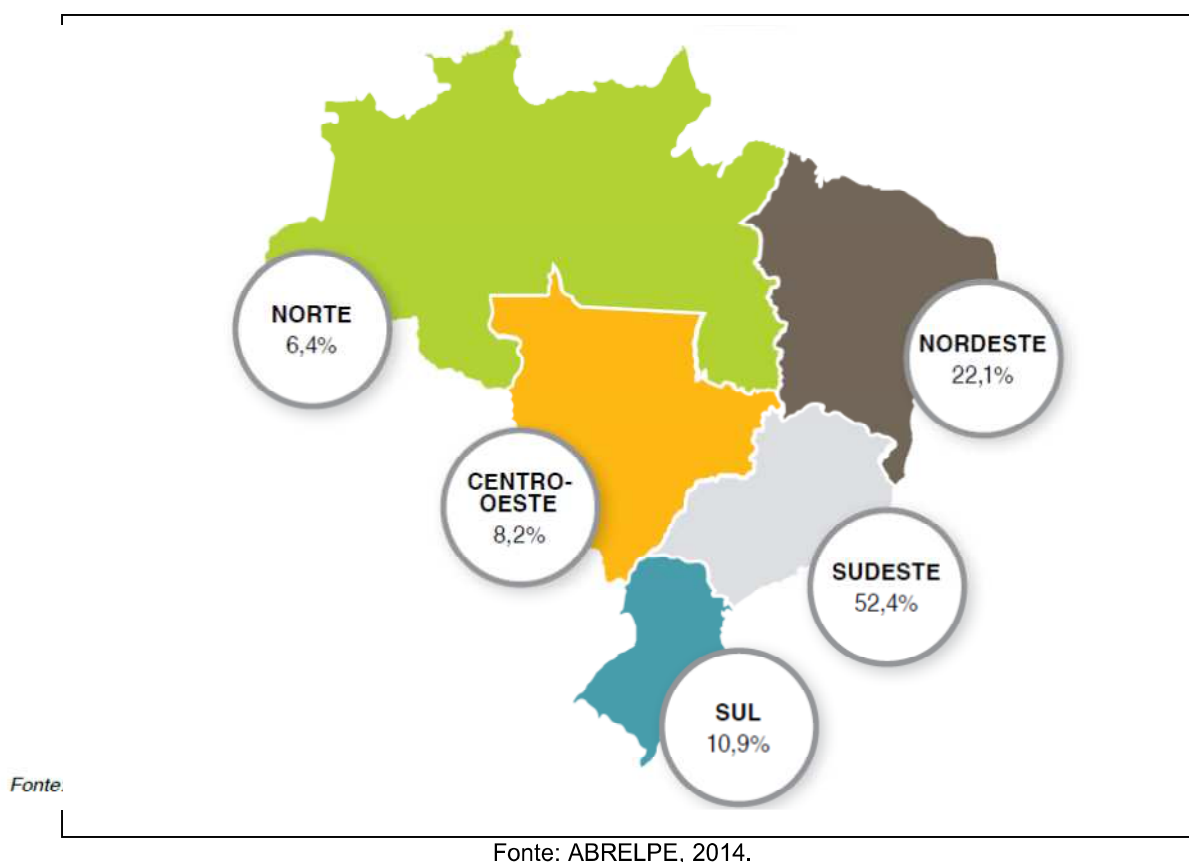 NORTE
6,4%
NORDESTE
22,1%
CENTRO-
OESTE
8,2%
SUDESTE
52,4%
SUL
10,9%
Fonte:
Fonte: ABRELPE, 2014.